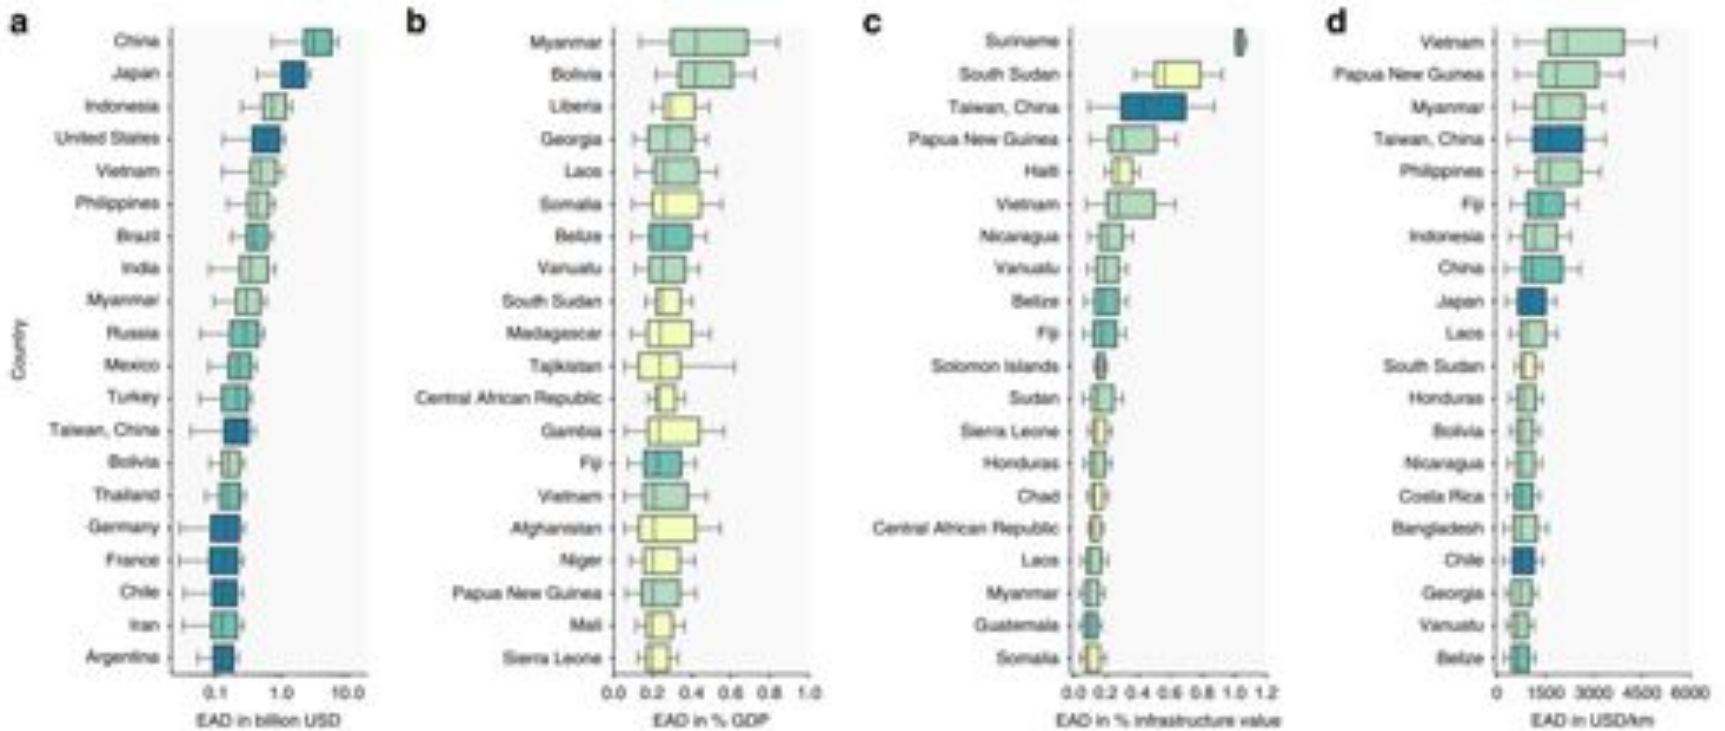 a
China
Japan
Indonesia
United States
Vietnam
Philippines
Brazil
India
Myanmar
Russia
Mexico
Turkey
Taiwan, China
Bolivia
Thailand
Germany
France
Chile
Iran
Argentina
Country
0.1 1.0 10.0
EAD in billion USD
b
Myanmar
Bolivia
Liberia
Georgia
Laos
Somalia
Belize
Vanuatu
South Sudan
Madagascar
Tajikistan
Central African Republic
Gambia
Fiji
Vietnam
Afghanistan
Niger
Papua New Guinea
Mali
Sierra Leone
0.0 0.2 0.4 0.6 0.8 1.0
EAD in % GDP
c
Suriname
South Sudan
Taiwan, China
Papua New Guinea
Haiti
Vietnam
Nicaragua
Vanuatu
Belize
Fiji
Solomon Islands
Sudan
Sierra Leone
Honduras
Chad
Central African Republic
Laos
Myanmar
Guatemala
Somalia
0.0 0.2 0.4 0.6 0.8 1.0 1.2
EAD in % infrastructure value
d
Vietnam
Papua New Guinea
Myanmar
Taiwan, China
Philippines
Fiji
Indonesia
China
Japan
Laos
South Sudan
Honduras
Bolivia
Nicaragua
Costa Rica
Bangladesh
Chile
Georgia
Vanuatu
Belize
0 1500 3000 4500 6000
EAD in USD/km